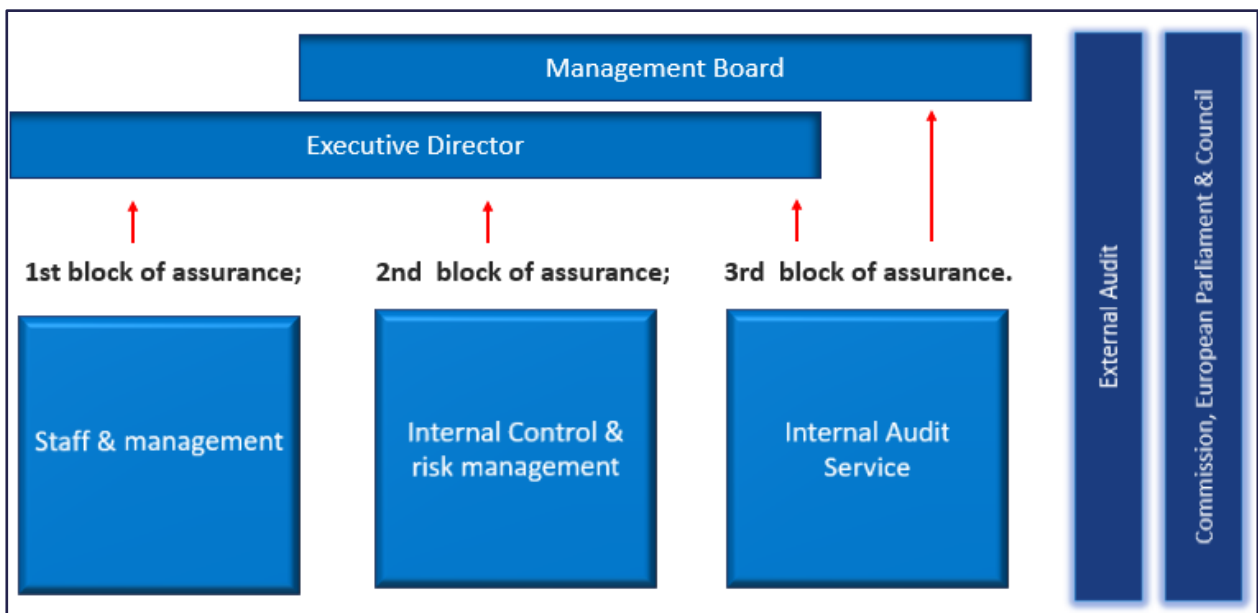 Management Board
Executive Director
1st block of assurance;
2nd  block of assurance;
3rd  block of assurance.
Staff & management
Internal Control &
risk management
Internal Audit
Service
External Audit
Commission, European Parliament & Council